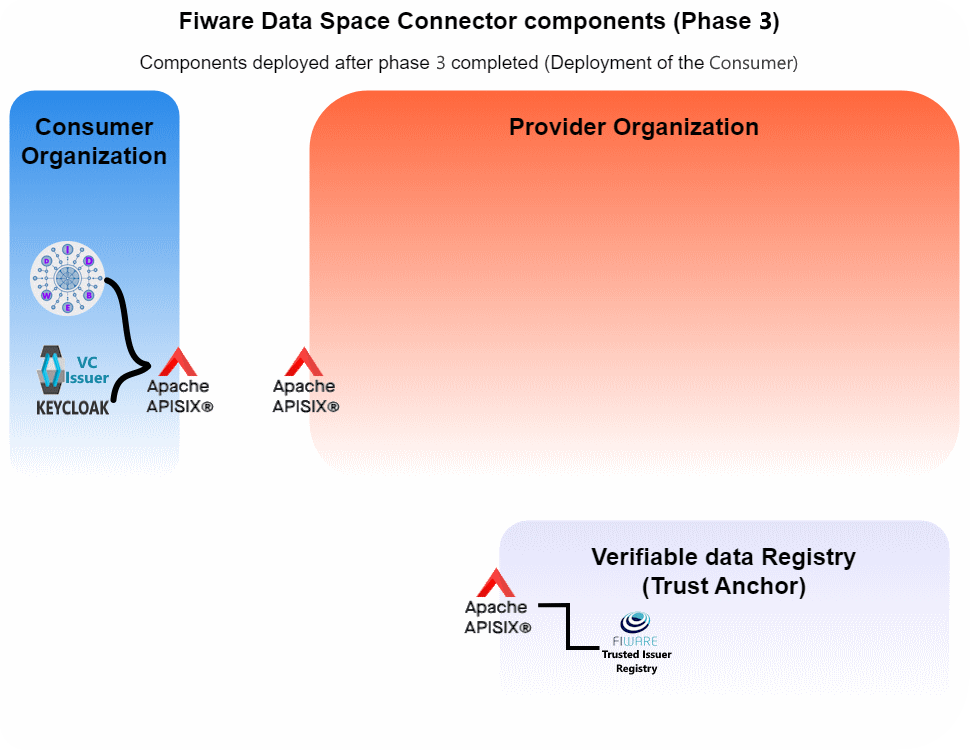 Fiware Data Space Connector components (Phase 3)
Components deployed after phase 3 completed (Deployment of the Consumer)
Consumer
Organization
Provider Organization
I
D
D
W
B
E
VC
Issuer
KEYCLOAK
Apache
APISIX®
Apache
APISIX®
Verifiable data Registry
(Trust Anchor)
Apache
APISIX®
FIWARE
Trusted Issuer
Registry